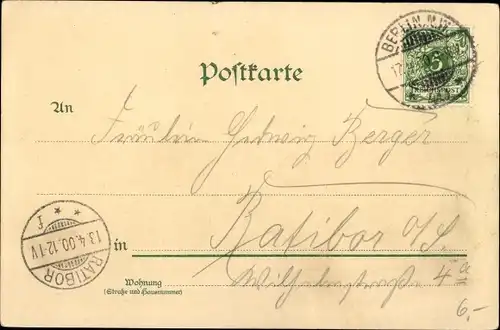 BERLIN N.W.
5
Postkarte
An
Fräulein Hedwig Berger
Ratibor O/S.
in
Wohnung
(Straße und Hausnummer)
Wilhelmstraße 4a
6,-
RATIBOR
13.4.00.12-1V
* * f